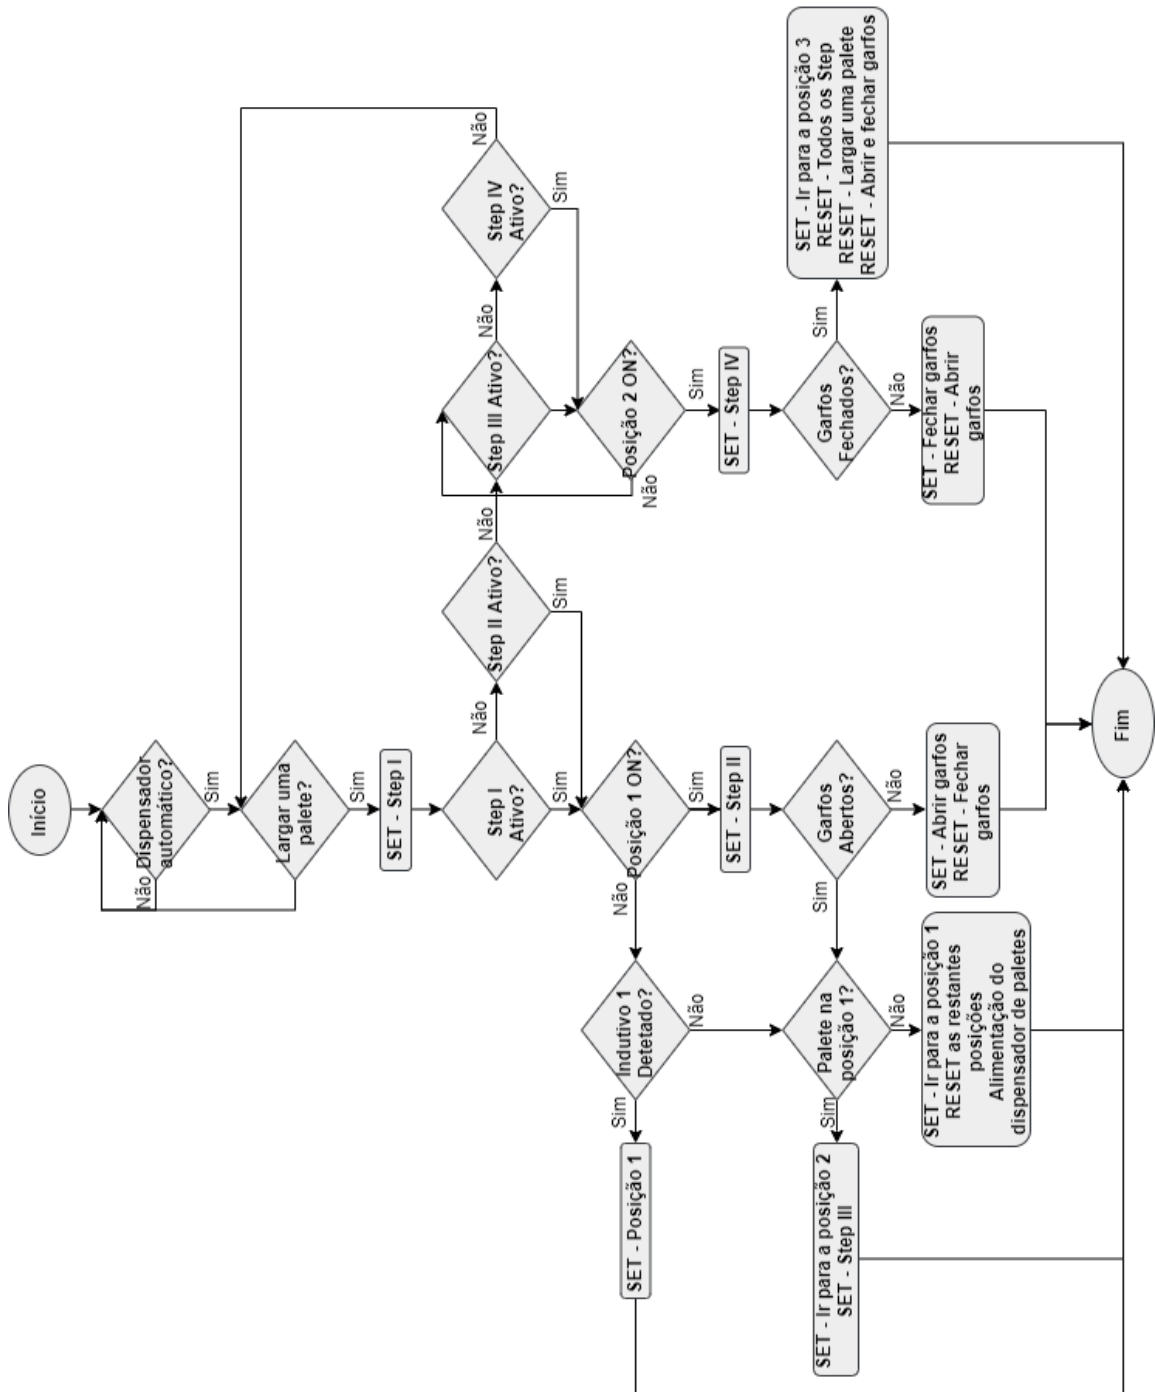 Início
Dispensador
automático?
Não
Sim
Largar uma
palete?
Sim
SET - Step I
Step I
Ativo?
Não
Sim
Step II Ativo?
Não
Sim
Step III Ativo?
Não
Step IV
Ativo?
Não
Sim
Posição 1 ON?
Não
Sim
Posição 2 ON?
Não
Sim
Indutivo 1
Detetado?
Sim
Não
SET - Posição 1
SET - Step II
SET - Step IV
Garfos
Abertos?
Sim
Não
Garfos
Fechados?
Sim
Não
Palete na
posição 1?
Sim
Não
SET - Ir para a posição 2
SET - Step III
SET - Ir para a posição 1
RESET as restantes
posições
Alimentação do
dispensador de paletes
SET - Abrir garfos
RESET - Fechar
garfos
SET - Fechar garfos
RESET - Abrir
garfos
SET - Ir para a posição 3
RESET - Todos os Step
RESET - Largar uma palete
RESET - Abrir e fechar garfos
Fim